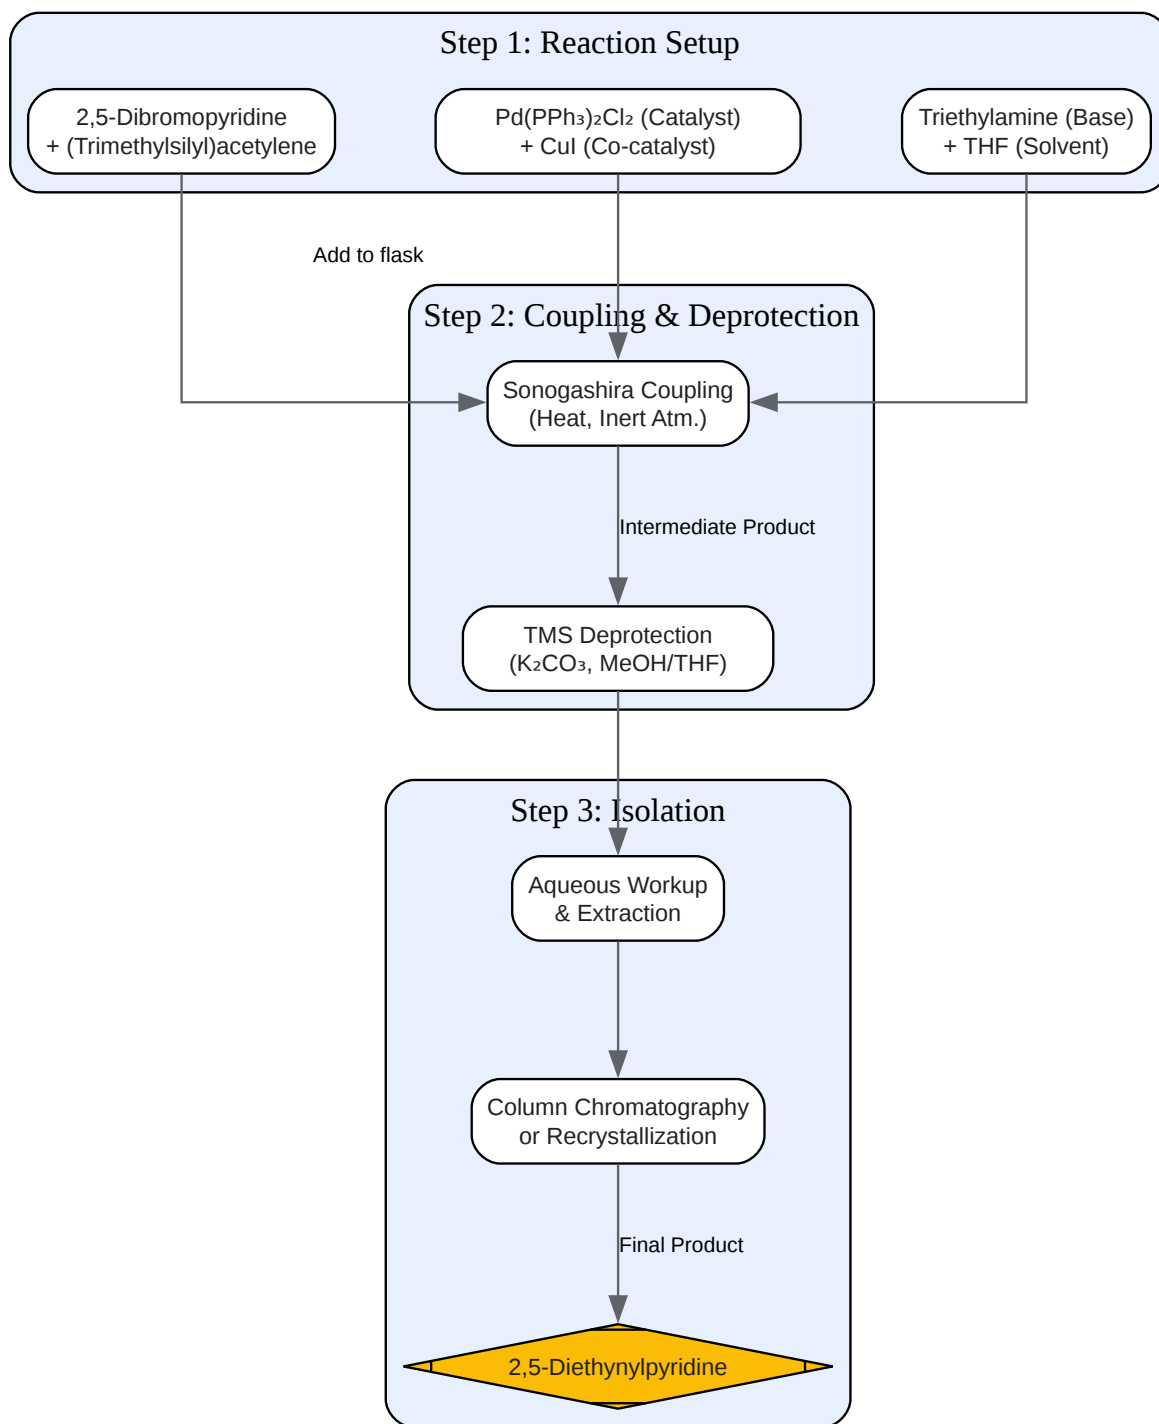 Step 1: Reaction Setup
2,5-Dibromopyridine
+ (Trimethylsilyl)acetylene
Pd(PPh₃)₂Cl₂ (Catalyst)
+ CuI (Co-catalyst)
Triethylamine (Base)
+ THF (Solvent)
Add to flask
Step 2: Coupling & Deprotection
Sonogashira Coupling
(Heat, Inert Atm.)
Intermediate Product
TMS Deprotection
(K₂CO₃, MeOH/THF)
Step 3: Isolation
Aqueous Workup
& Extraction
Column Chromatography
or Recrystallization
Final Product
2,5-Diethynylpyridine